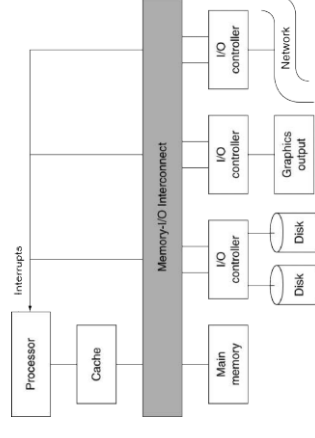 Interrupts
Processor
Cache
Memory-I/O Interconnect
Main
memory
I/O
controller
I/O
controller
I/O
controller
Disk
Disk
Graphics
output
Network